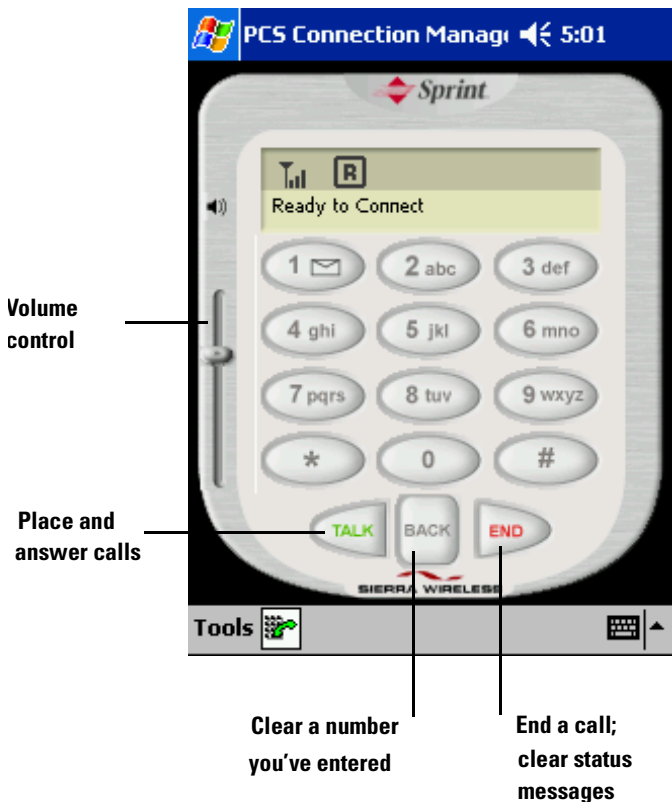 PCS Connection Manag 5:01
Sprint
R
Ready to Connect
1 2 abc 3 def
4 ghi 5 jkl 6 mno
7 pqrs 8 tuv 9 wxyz
* 0 #
TALK BACK END
SIERRA WIRELESS
Tools
Volume
control
Place and
answer calls
Clear a number
you've entered
End a call;
clear status
messages